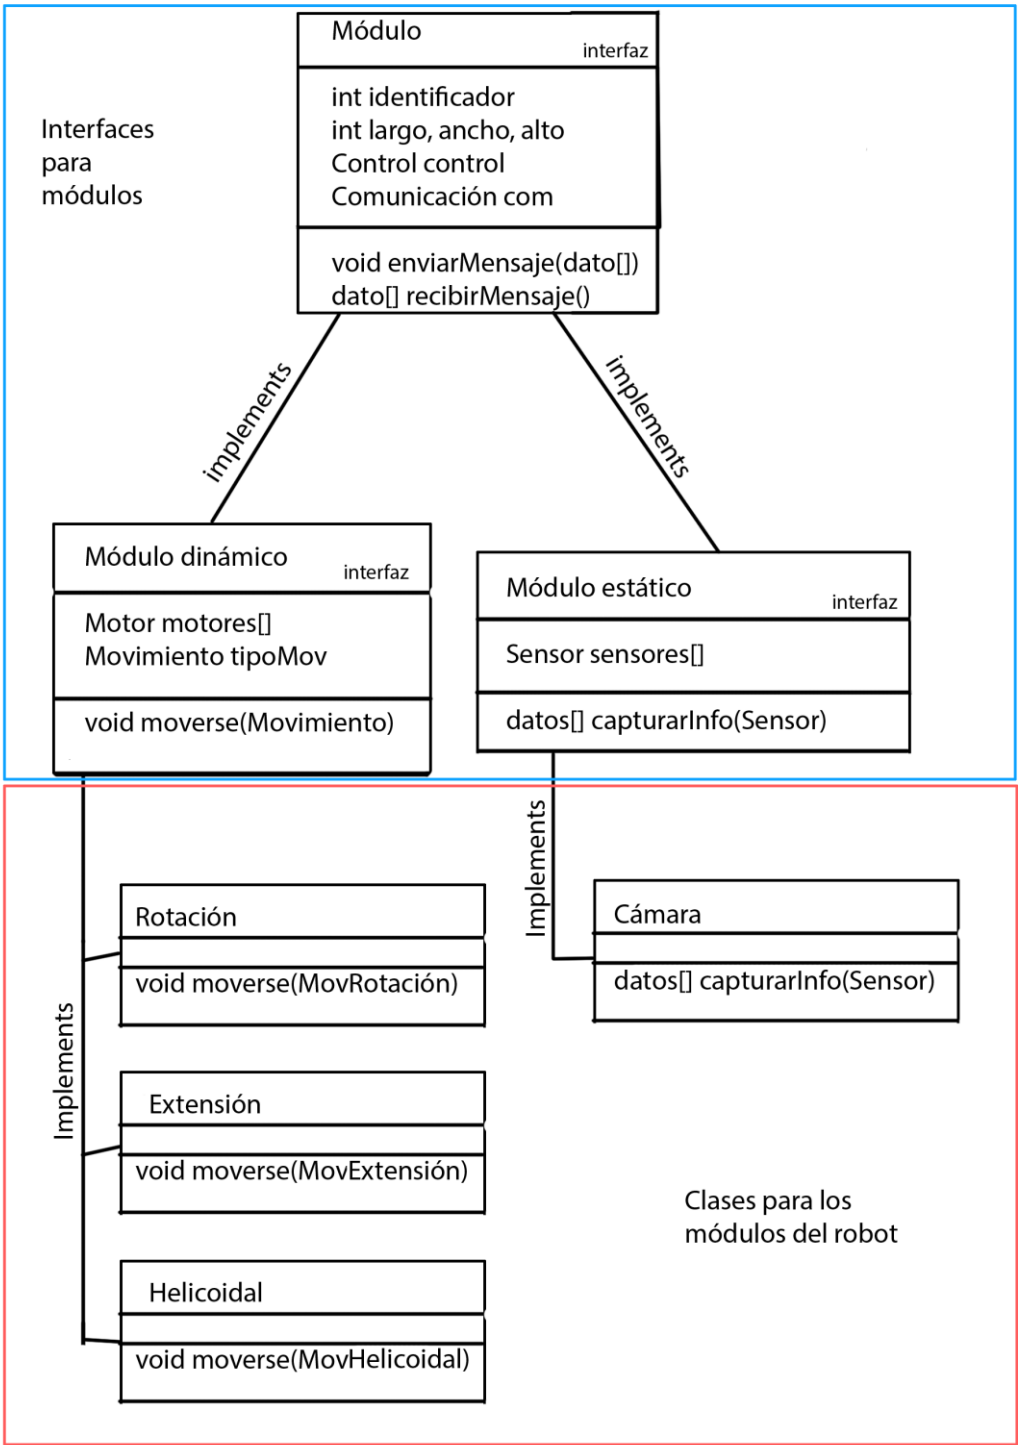 Módulo
interfaz
int identificador
int largo, ancho, alto
Control control
Comunicación com
void enviarMensaje(dato[])
dato[] recibirMensaje()
Interfaces
para
módulos
implements
implements
Módulo dinámico
interfaz
Motor motores[]
Movimiento tipoMov
void moverse(Movimiento)
Módulo estático
interfaz
Sensor sensores[]
datos[] capturarInfo(Sensor)
Implements
Implements
Rotación
void moverse(MovRotación)
Cámara
datos[] capturarInfo(Sensor)
Extensión
void moverse(MovExtensión)
Clases para los
módulos del robot
Helicoidal
void moverse(MovHelicoidal)